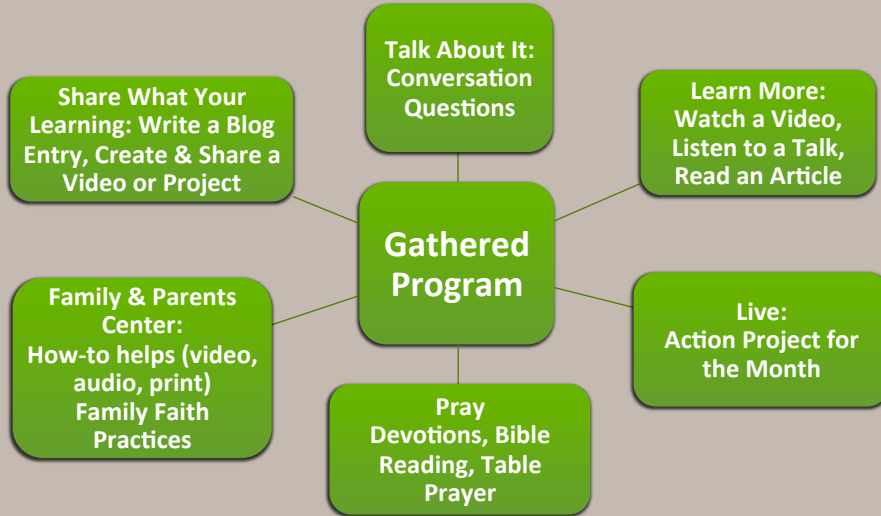 Talk About It:
Conversation
Questions
Share What Your
Learning: Write a Blog
Entry, Create & Share a
Video or Project
Learn More:
Watch a Video,
Listen to a Talk,
Read an Article
Gathered
Program
Family & Parents
Center:
How-to helps (video,
audio, print)
Family Faith
Practices
Live:
Action Project for
the Month
Pray
Devotions, Bible
Reading, Table
Prayer